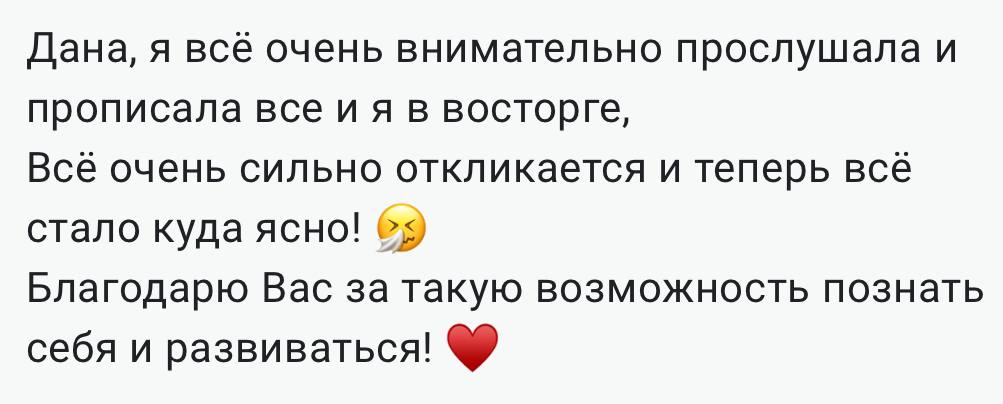 Дана, я всё очень внимательно прослушала и
прописала все и я в восторге,
Всё очень сильно откликается и теперь всё
стало куда ясно! 🤧
Благодарю Вас за такую возможность познать
себя и развиваться! ♥️